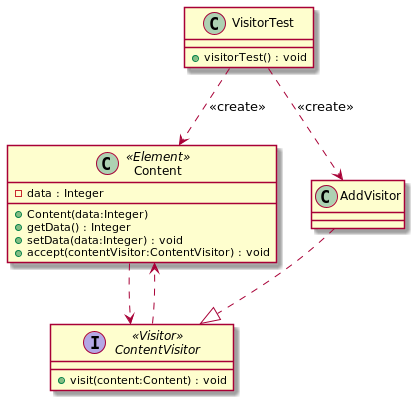 C VisitorTest
visitorTest() : void
«create»
«create»
«Element»
C Content
data : Integer
Content(data:Integer)
getData() : Integer
setData(data:Integer) : void
accept(contentVisitor:ContentVisitor) : void
C AddVisitor
«Visitor»
I ContentVisitor
visit(content:Content) : void